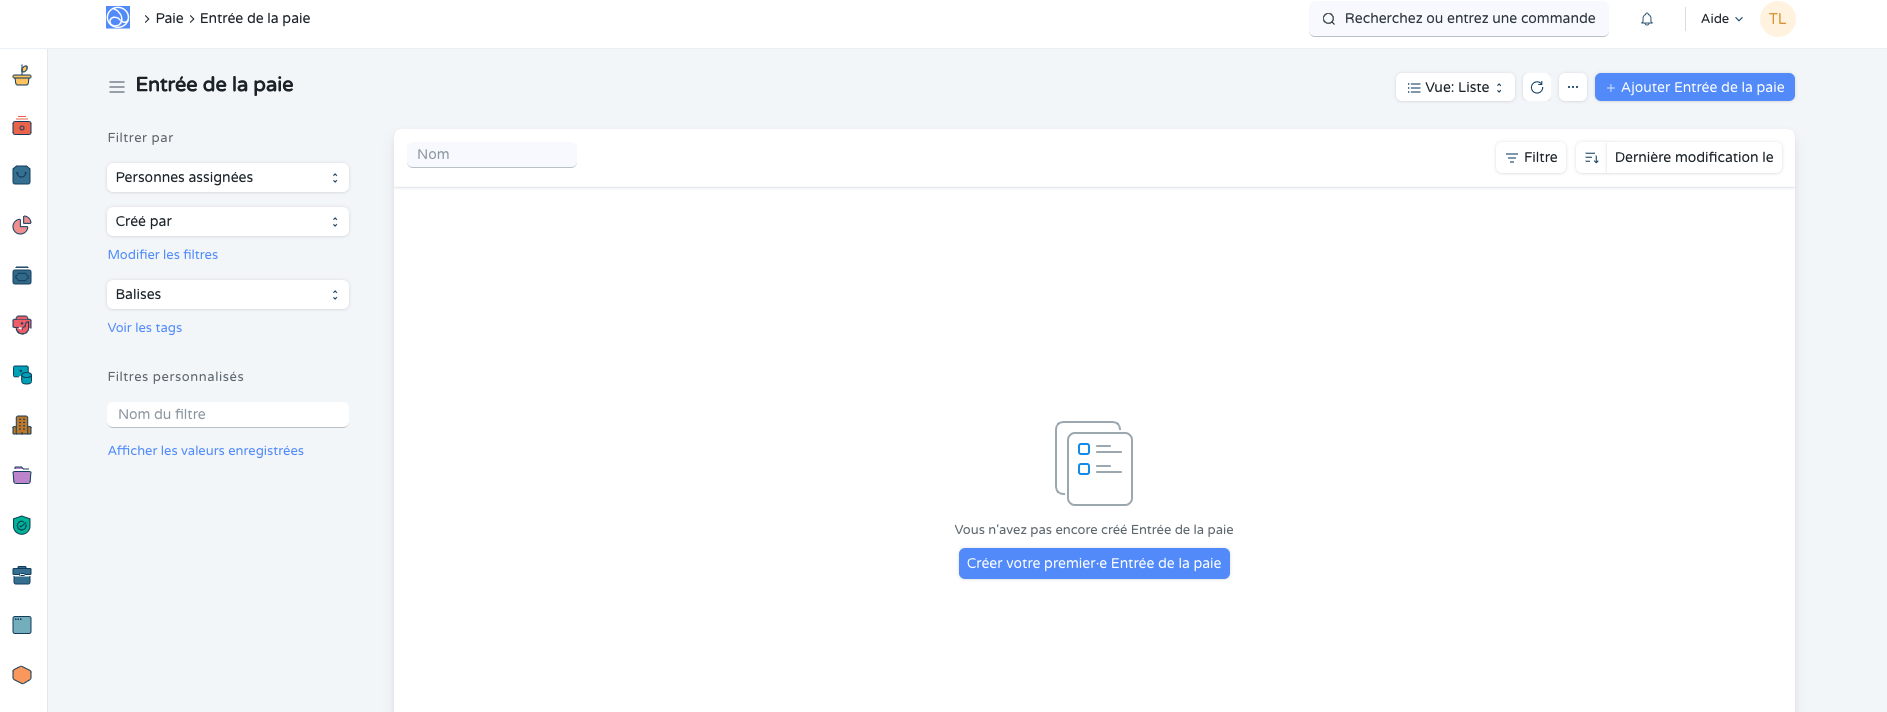 Paie
Entrée de la paie
Recherchez ou entrez une commande
Aide
TL
Entrée de la paie
Vue: Liste
Ajouter Entrée de la paie
Filtrer par
Personnes assignées
Créé par
Modifier les filtres
Balises
Voir les tags
Filtres personnalisés
Nom du filtre
Afficher les valeurs enregistrées
Nom
Filtre
Dernière modification le
Vous n'avez pas encore créé Entrée de la paie
Créer votre premier·e Entrée de la paie